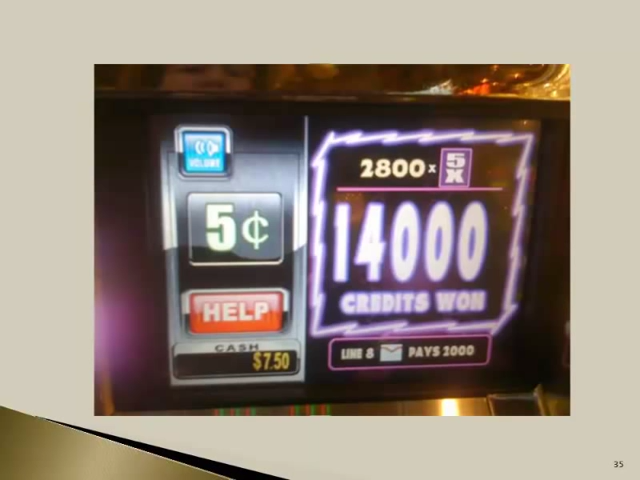 VOLUME
5¢
HELP
CASH
$7.50
2800 x 5X
14000
CREDITS WON
LINE 8 PAYS 2000
35